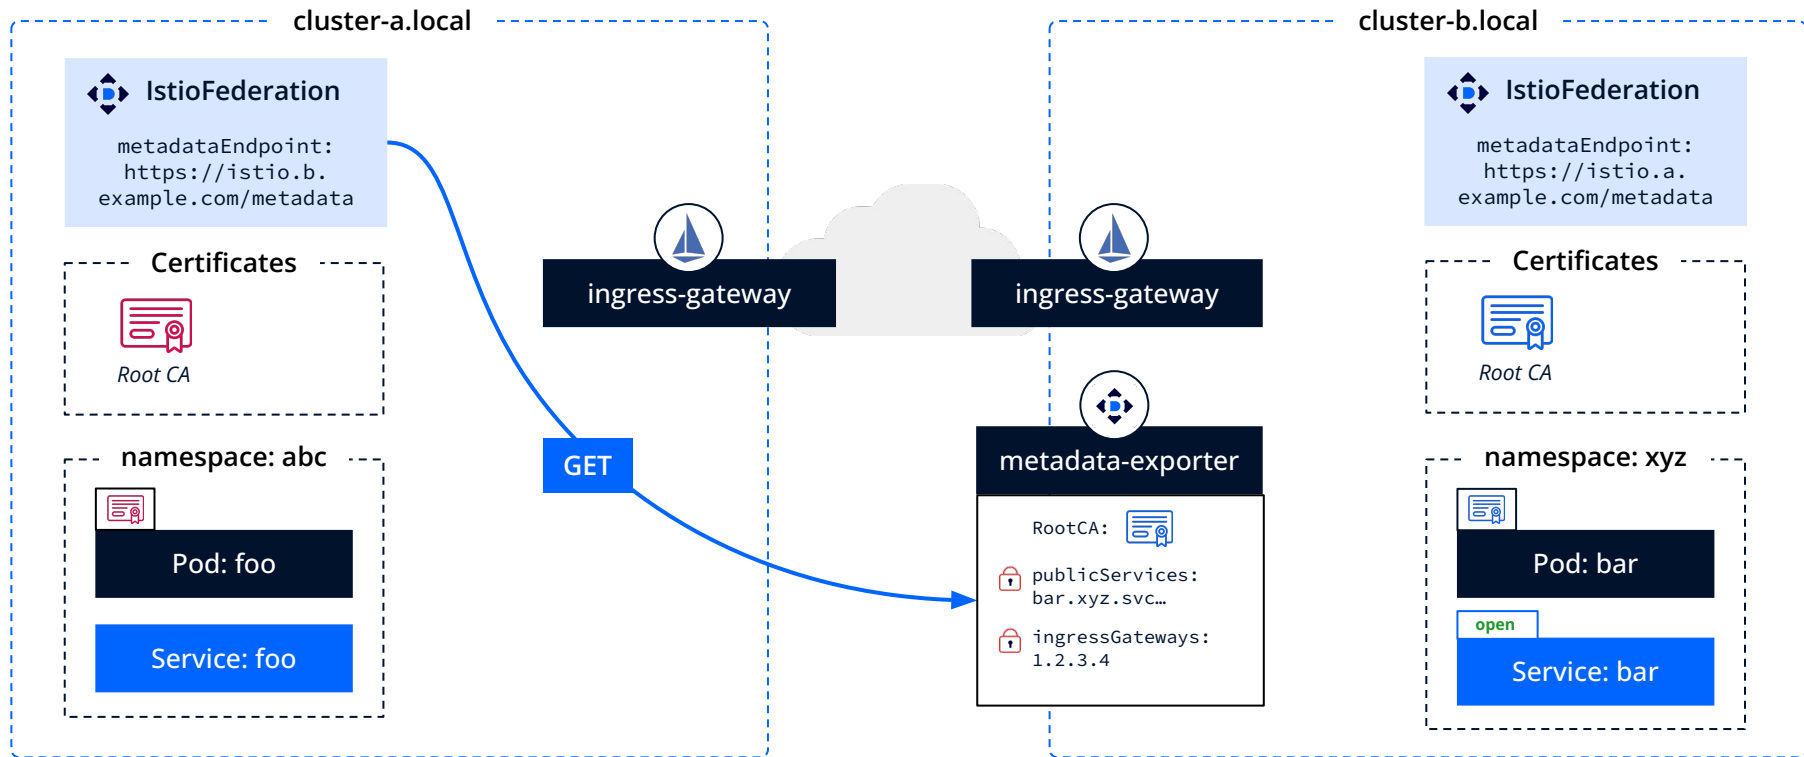 cluster-a.local
IstioFederation
metadataEndpoint:
https://istio.b.
example.com/metadata
Certificates
Root CA
namespace: abc
Pod: foo
Service: foo
GET
ingress-gateway
cluster-b.local
ingress-gateway
metadata-exporter
RootCA:
publicServices:
bar.xyz.svc…
ingressGateways:
1.2.3.4
IstioFederation
metadataEndpoint:
https://istio.a.
example.com/metadata
Certificates
Root CA
namespace: xyz
Pod: bar
open
Service: bar